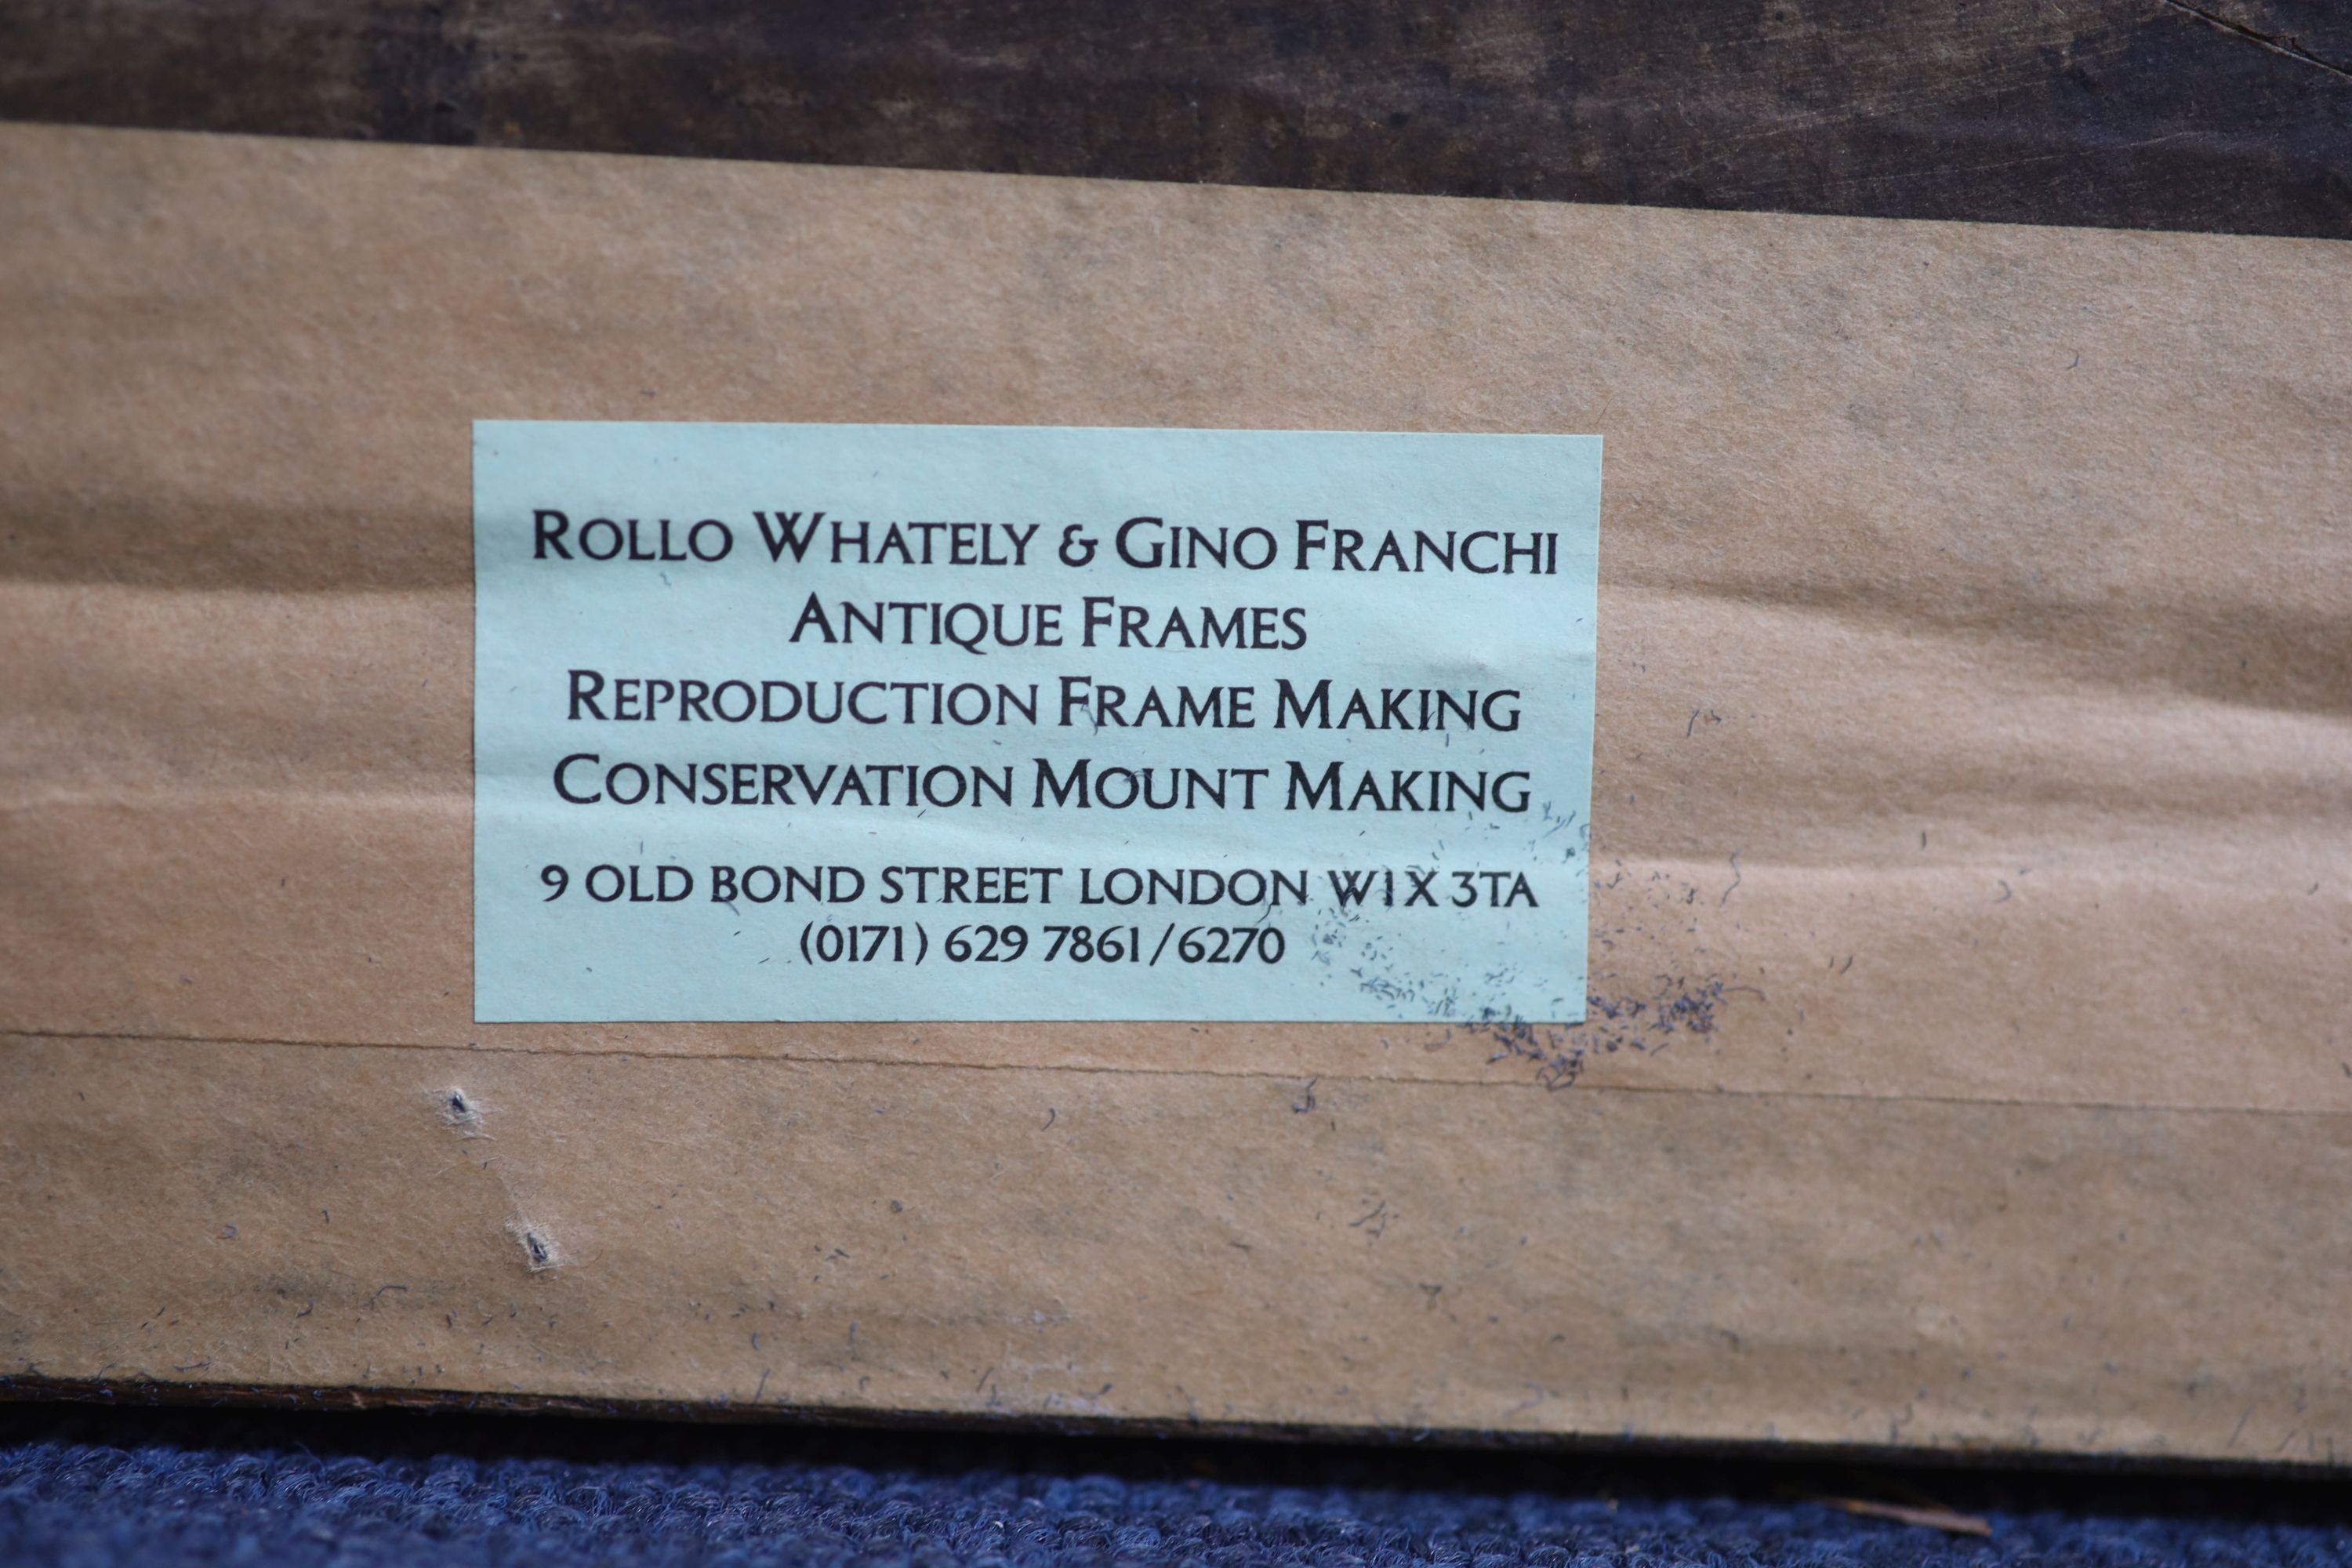 ROLLO WHATELY & GINO FRANCHI
ANTIQUE FRAMES
REPRODUCTION FRAME MAKING
CONSERVATION MOUNT MAKING
9 OLD BOND STREET LONDON W1X 3TA
(0171) 629 7861/6270